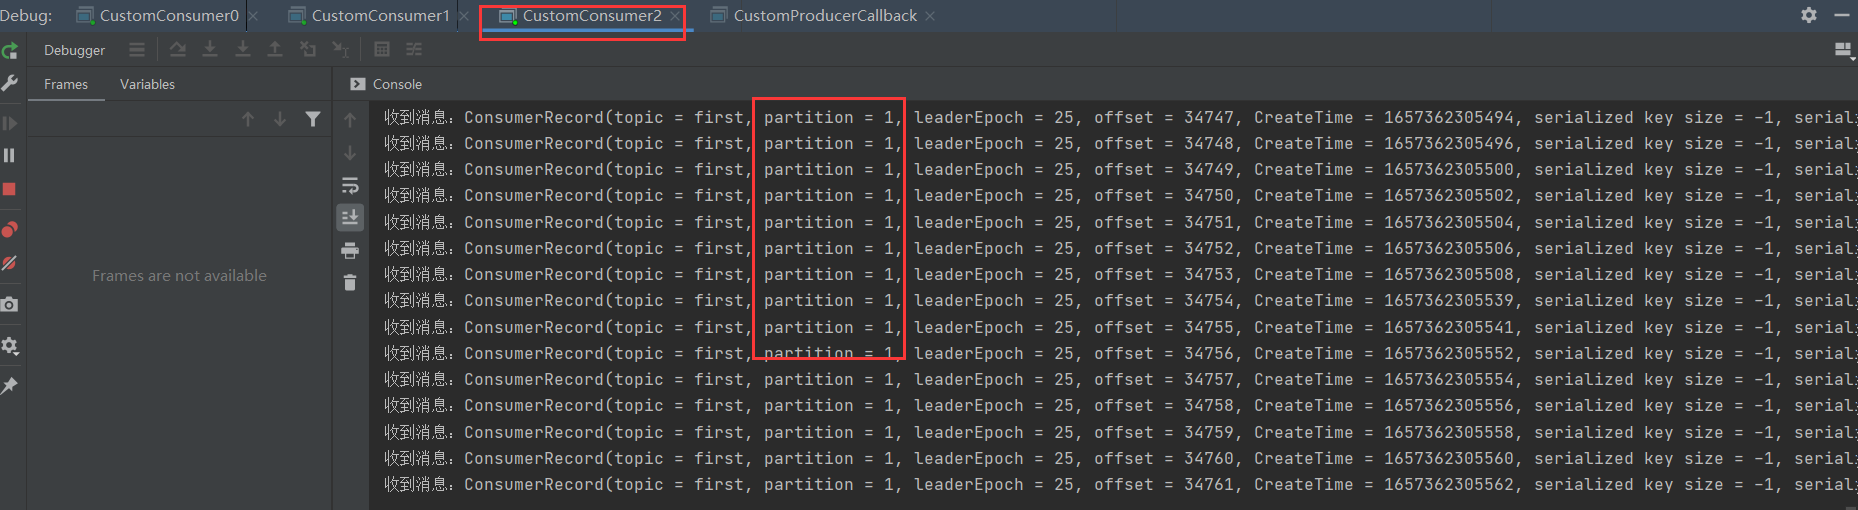 Debug: CustomConsumer0 CustomConsumer1 CustomConsumer2 CustomProducerCallback
Debugger
Frames Variables Console
Frames are not available
收到消息：ConsumerRecord(topic = first, partition = 1, leaderEpoch = 25, offset = 34747, CreateTime = 1657362305494, serialized key size = -1, serial
收到消息：ConsumerRecord(topic = first, partition = 1, leaderEpoch = 25, offset = 34748, CreateTime = 1657362305496, serialized key size = -1, serial
收到消息：ConsumerRecord(topic = first, partition = 1, leaderEpoch = 25, offset = 34749, CreateTime = 1657362305500, serialized key size = -1, serial
收到消息：ConsumerRecord(topic = first, partition = 1, leaderEpoch = 25, offset = 34750, CreateTime = 1657362305502, serialized key size = -1, serial
收到消息：ConsumerRecord(topic = first, partition = 1, leaderEpoch = 25, offset = 34751, CreateTime = 1657362305504, serialized key size = -1, serial
收到消息：ConsumerRecord(topic = first, partition = 1, leaderEpoch = 25, offset = 34752, CreateTime = 1657362305506, serialized key size = -1, serial
收到消息：ConsumerRecord(topic = first, partition = 1, leaderEpoch = 25, offset = 34753, CreateTime = 1657362305508, serialized key size = -1, serial
收到消息：ConsumerRecord(topic = first, partition = 1, leaderEpoch = 25, offset = 34754, CreateTime = 1657362305539, serialized key size = -1, serial
收到消息：ConsumerRecord(topic = first, partition = 1, leaderEpoch = 25, offset = 34755, CreateTime = 1657362305541, serialized key size = -1, serial
收到消息：ConsumerRecord(topic = first, partition = 1, leaderEpoch = 25, offset = 34756, CreateTime = 1657362305552, serialized key size = -1, serial
收到消息：ConsumerRecord(topic = first, partition = 1, leaderEpoch = 25, offset = 34757, CreateTime = 1657362305554, serialized key size = -1, serial
收到消息：ConsumerRecord(topic = first, partition = 1, leaderEpoch = 25, offset = 34758, CreateTime = 1657362305556, serialized key size = -1, serial
收到消息：ConsumerRecord(topic = first, partition = 1, leaderEpoch = 25, offset = 34759, CreateTime = 1657362305558, serialized key size = -1, serial
收到消息：ConsumerRecord(topic = first, partition = 1, leaderEpoch = 25, offset = 34760, CreateTime = 1657362305560, serialized key size = -1, serial
收到消息：ConsumerRecord(topic = first, partition = 1, leaderEpoch = 25, offset = 34761, CreateTime = 1657362305562, serialized key size = -1, serial